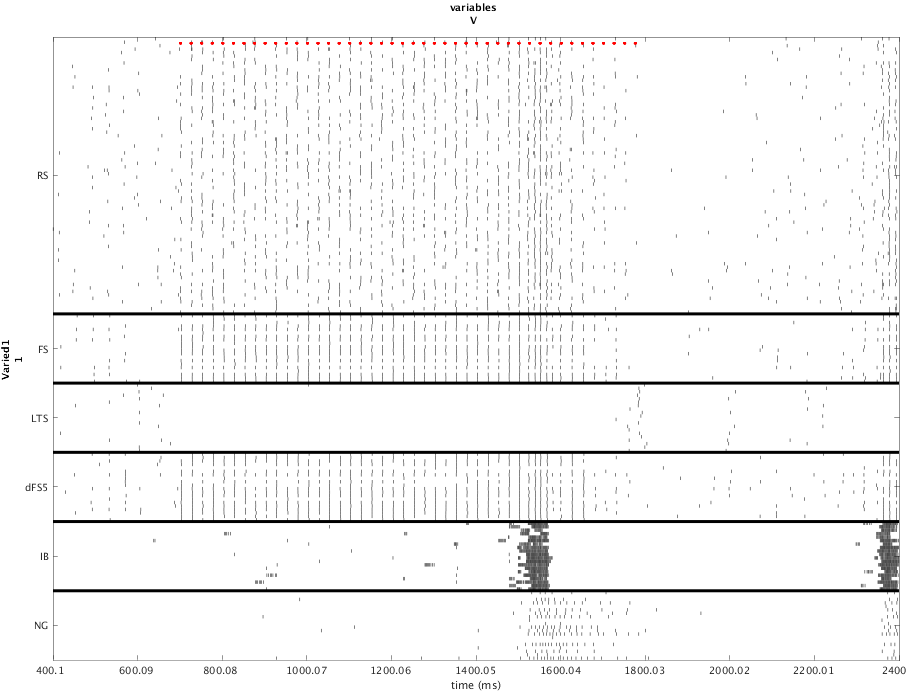 variables
V
RS
FS
LTS
dFS5
IB
NG
Varied1
1
400.1 600.09 800.08 1000.07 1200.06 1400.05 1600.04 1800.03 2000.02 2200.01 2400
time (ms)